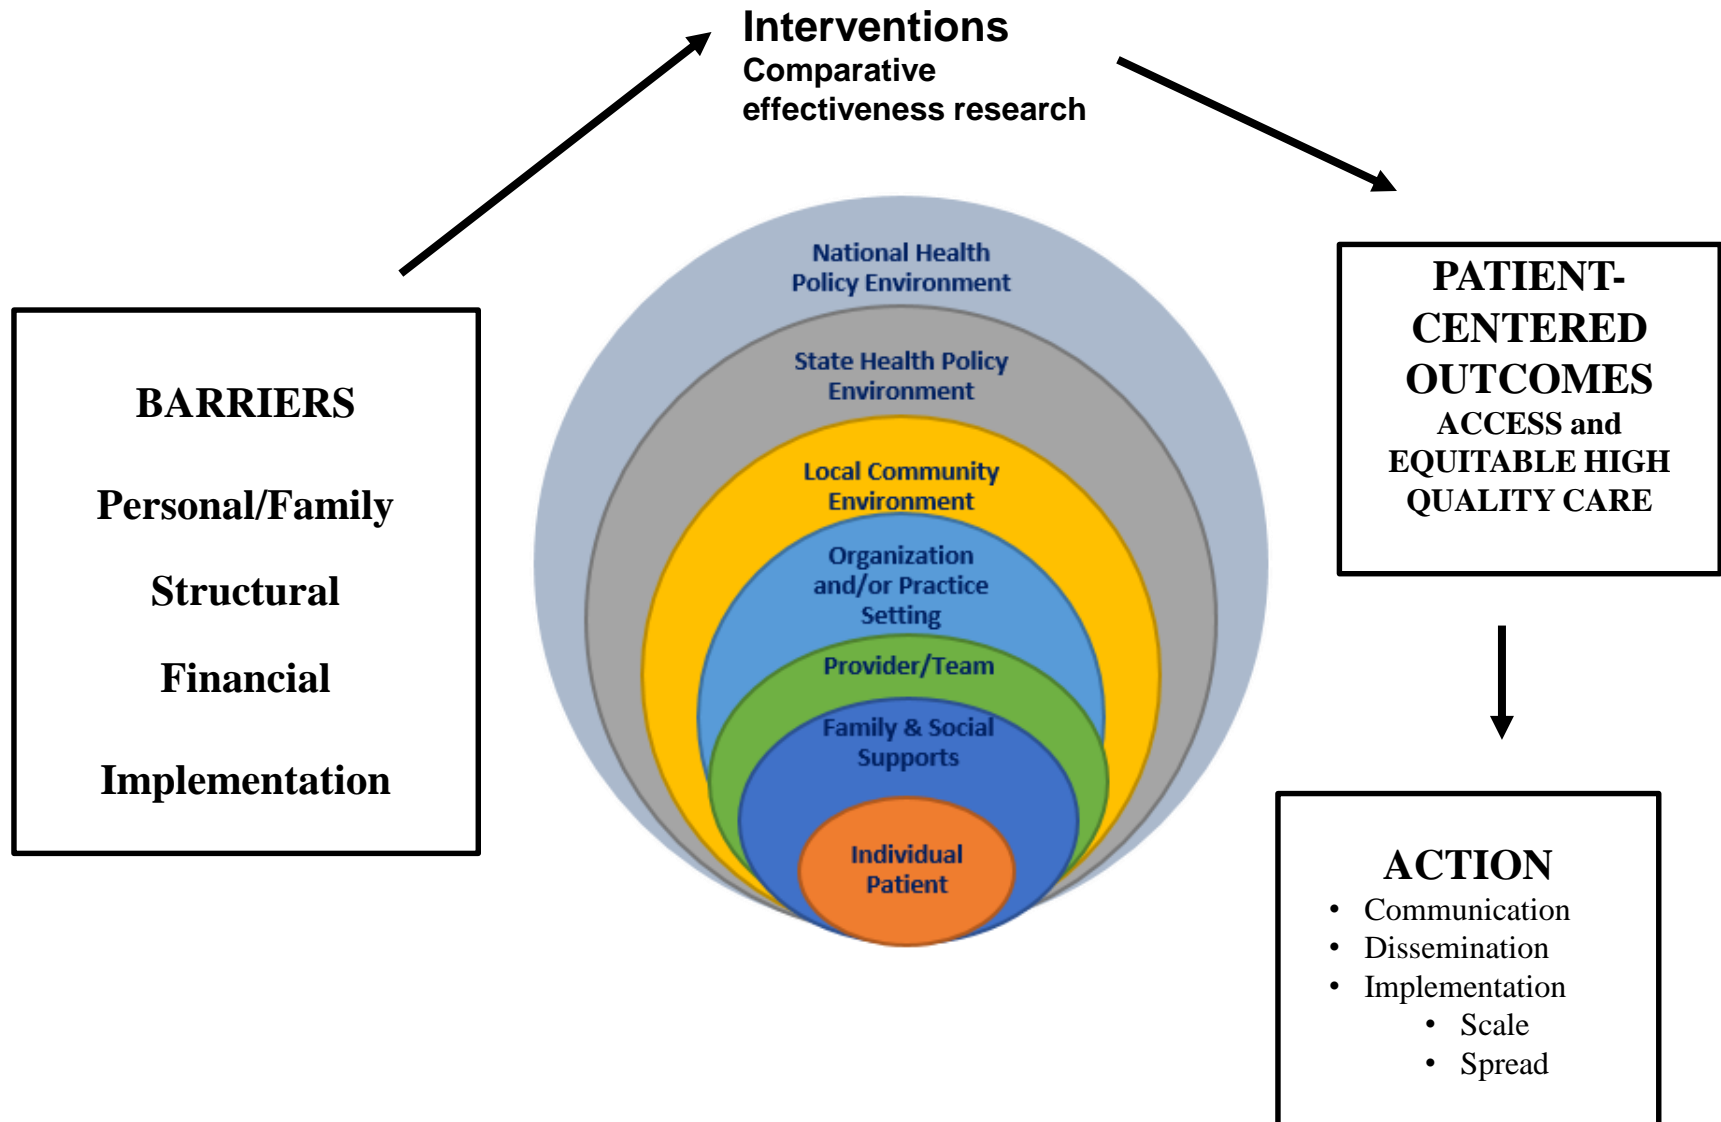 Interventions
Comparative
effectiveness research
BARRIERS
Personal/Family
Structural
Financial
Implementation
National Health
Policy Environment
State Health Policy
Environment
Local Community
Environment
Organization
and/or Practice
Setting
Provider/Team
Family & Social
Supports
Individual
Patient
PATIENT-
CENTERED
OUTCOMES
ACCESS and
EQUITABLE HIGH
QUALITY CARE
ACTION
• Communication
• Dissemination
• Implementation
• Scale
• Spread